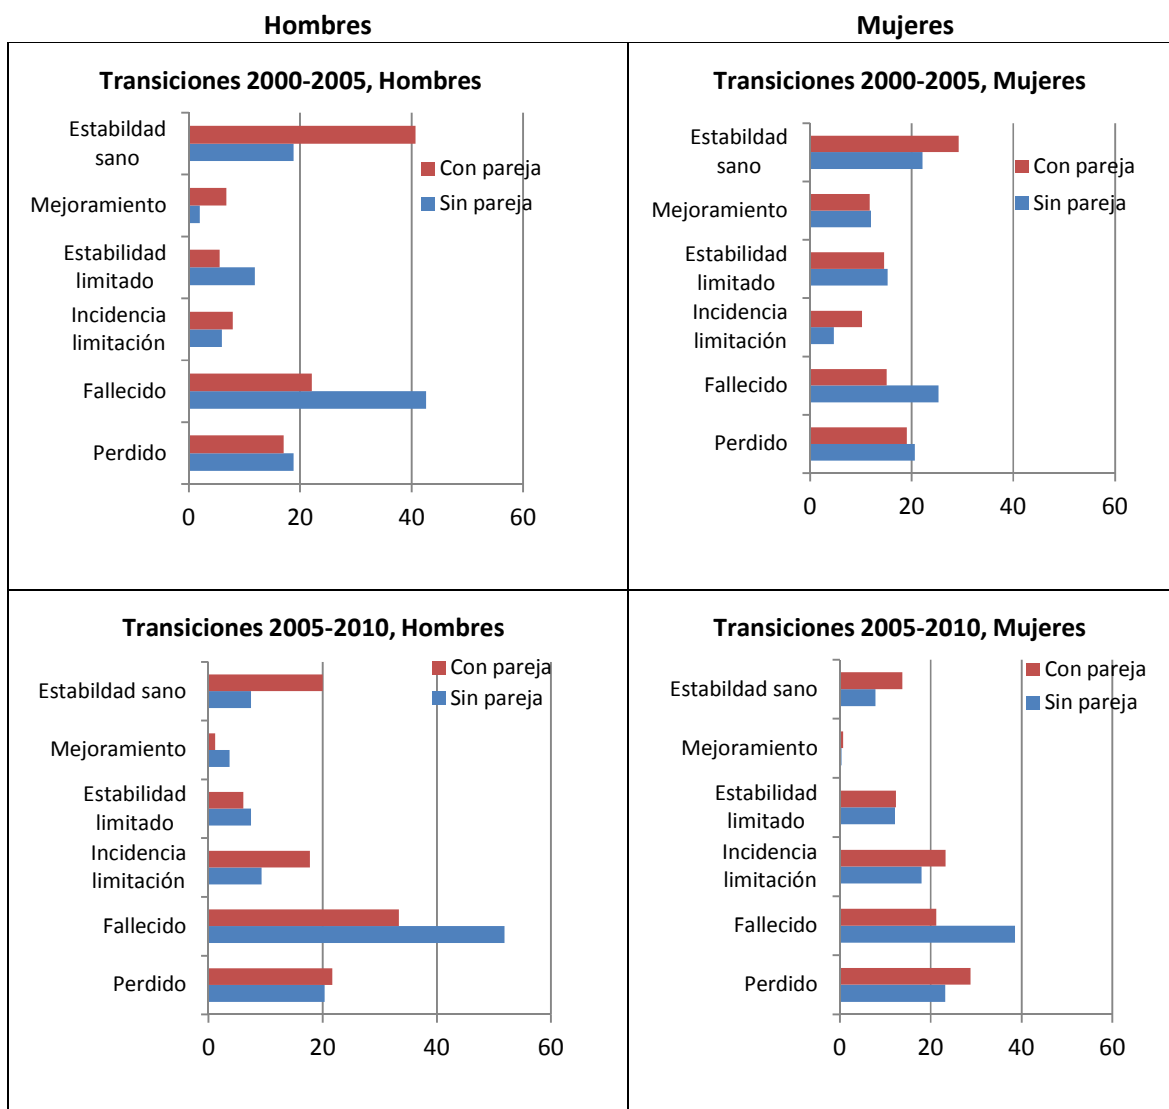 Hombres
Mujeres
Transiciones 2000-2005, Hombres
Estabildad
sano
Mejoramiento
Estabilidad
limitado
Incidencia
limitación
Fallecido
Perdido
Con pareja
Sin pareja
0 20 40 60
Transiciones 2000-2005, Mujeres
Estabildad
sano
Mejoramiento
Estabilidad
limitado
Incidencia
limitación
Fallecido
Perdido
Con pareja
Sin pareja
0 20 40 60
Transiciones 2005-2010, Hombres
Estabildad sano
Mejoramiento
Estabilidad
limitado
Incidencia
limitación
Fallecido
Perdido
Con pareja
Sin pareja
0 20 40 60
Transiciones 2005-2010, Mujeres
Estabildad sano
Mejoramiento
Estabilidad
limitado
Incidencia
limitación
Fallecido
Perdido
Con pareja
Sin pareja
0 20 40 60